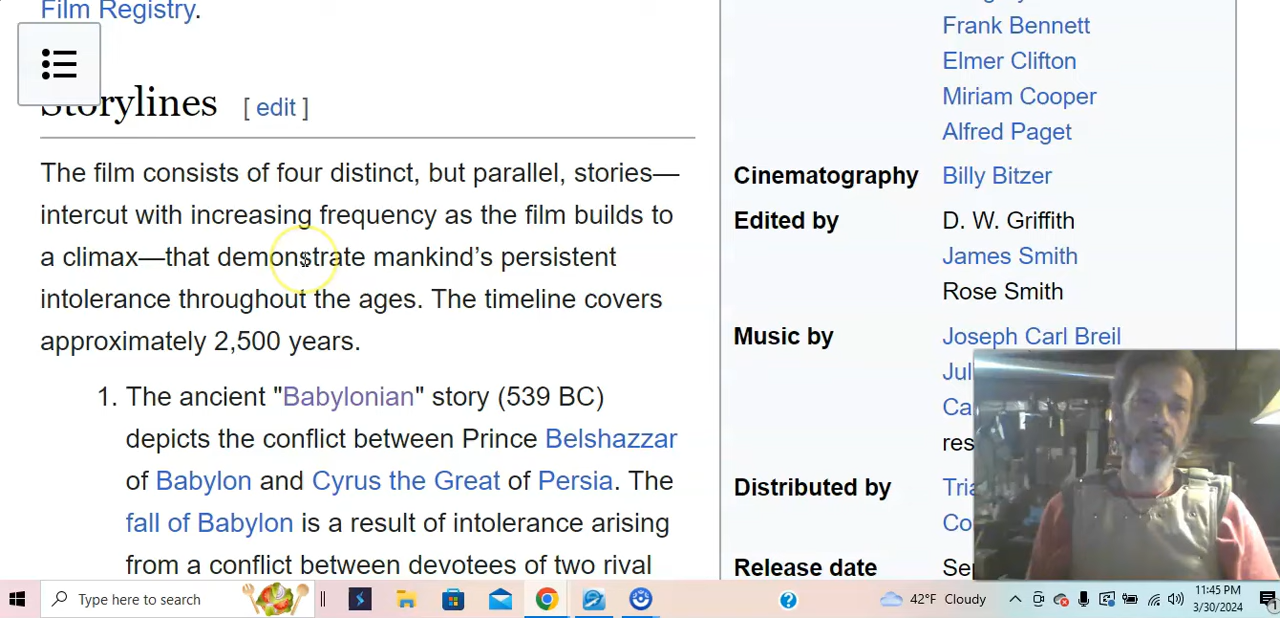 Film Registry.
Storylines [ edit ]
The film consists of four distinct, but parallel, stories—
intercut with increasing frequency as the film builds to
a climax—that demonstrate mankind's persistent
intolerance throughout the ages. The timeline covers
approximately 2,500 years.
1. The ancient "Babylonian" story (539 BC)
depicts the conflict between Prince Belshazzar
of Babylon and Cyrus the Great of Persia. The
fall of Babylon is a result of intolerance arising
from a conflict between devotees of two rival
Frank Bennett
Elmer Clifton
Miriam Cooper
Alfred Paget
Cinematography Billy Bitzer
Edited by D. W. Griffith
James Smith
Rose Smith
Music by Joseph Carl Breil
Jul
Ca
res
Distributed by Tria
Co
Release date Sep
Type here to search
42°F Cloudy
11:45 PM
3/30/2024